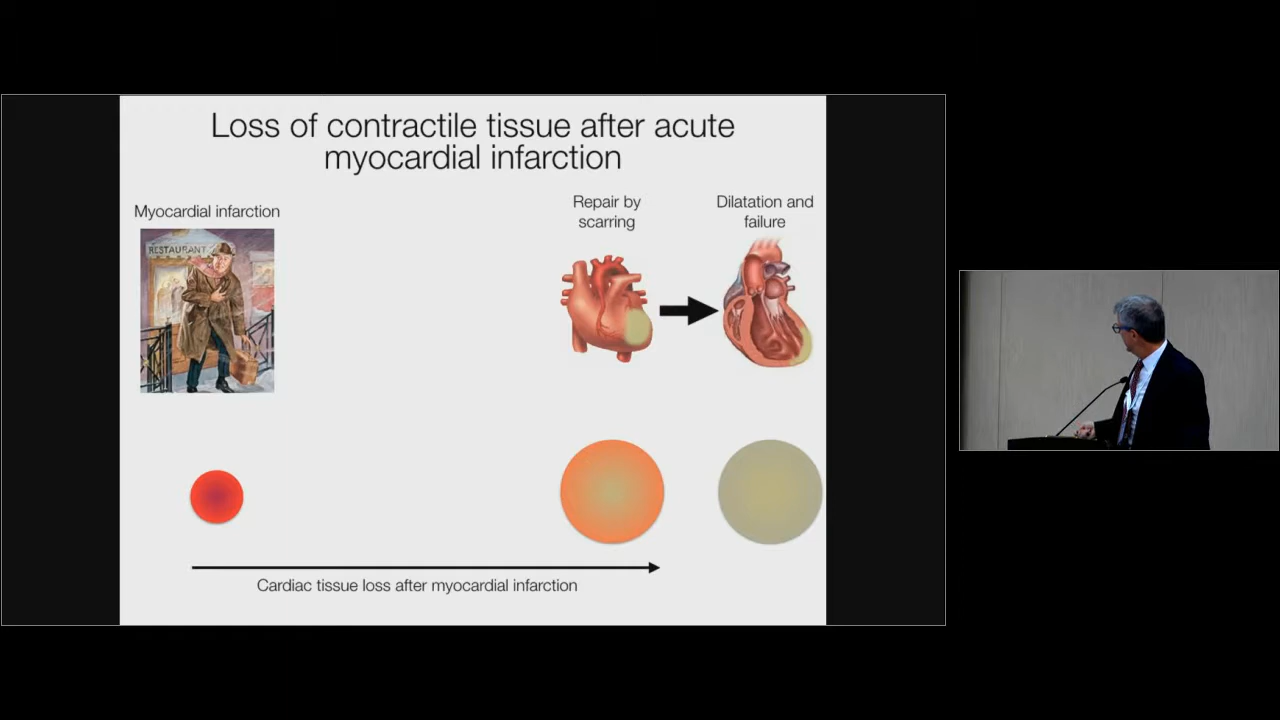 Loss of contractile tissue after acute
myocardial infarction
Myocardial infarction
Repair by
scarring
Dilatation and
failure
RESTAURANT
Cardiac tissue loss after myocardial infarction